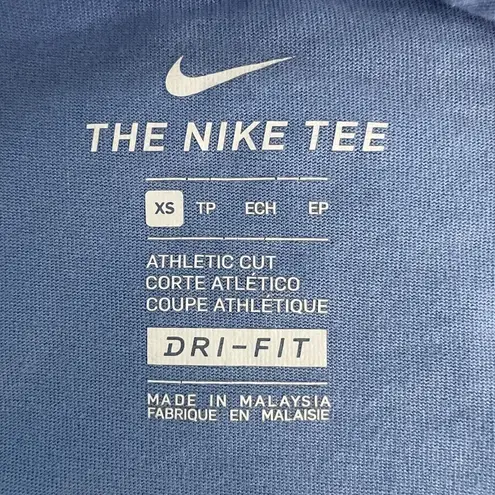 THE NIKE TEE
XS TP ECH EP
ATHLETIC CUT
CORTE ATLÉTICO
COUPE ATHLÉTIQUE
DRI-FIT
MADE IN MALAYSIA
FABRIQUE EN MALAISIE